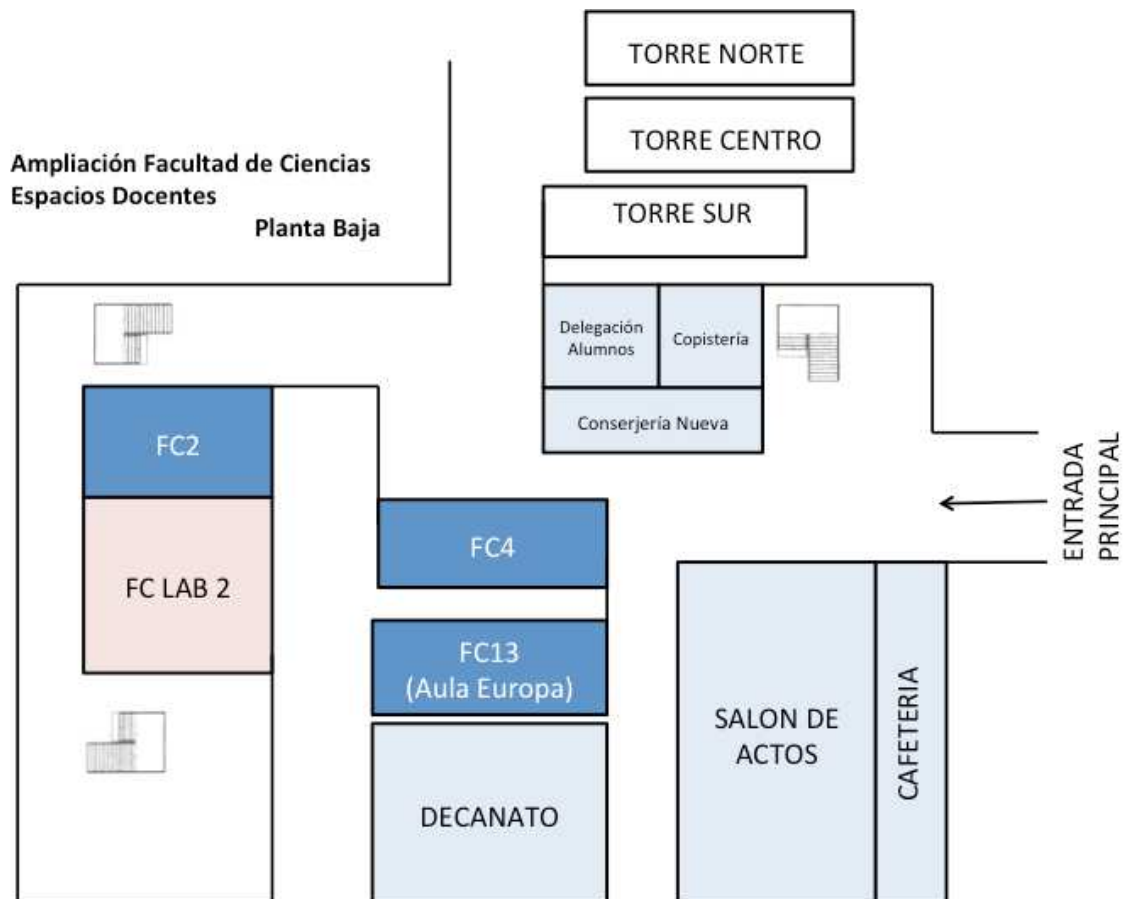 TORRE NORTE
TORRE CENTRO
Ampliación Facultad de Ciencias
Espacios Docentes
Planta Baja
TORRE SUR
Delegación
Alumnos
Copistería
Conserjería Nueva
FC2
FC LAB 2
FC4
FC13
(Aula Europa)
DECANATO
SALON DE
ACTOS
CAFETERIA
ENTRADA
PRINCIPAL